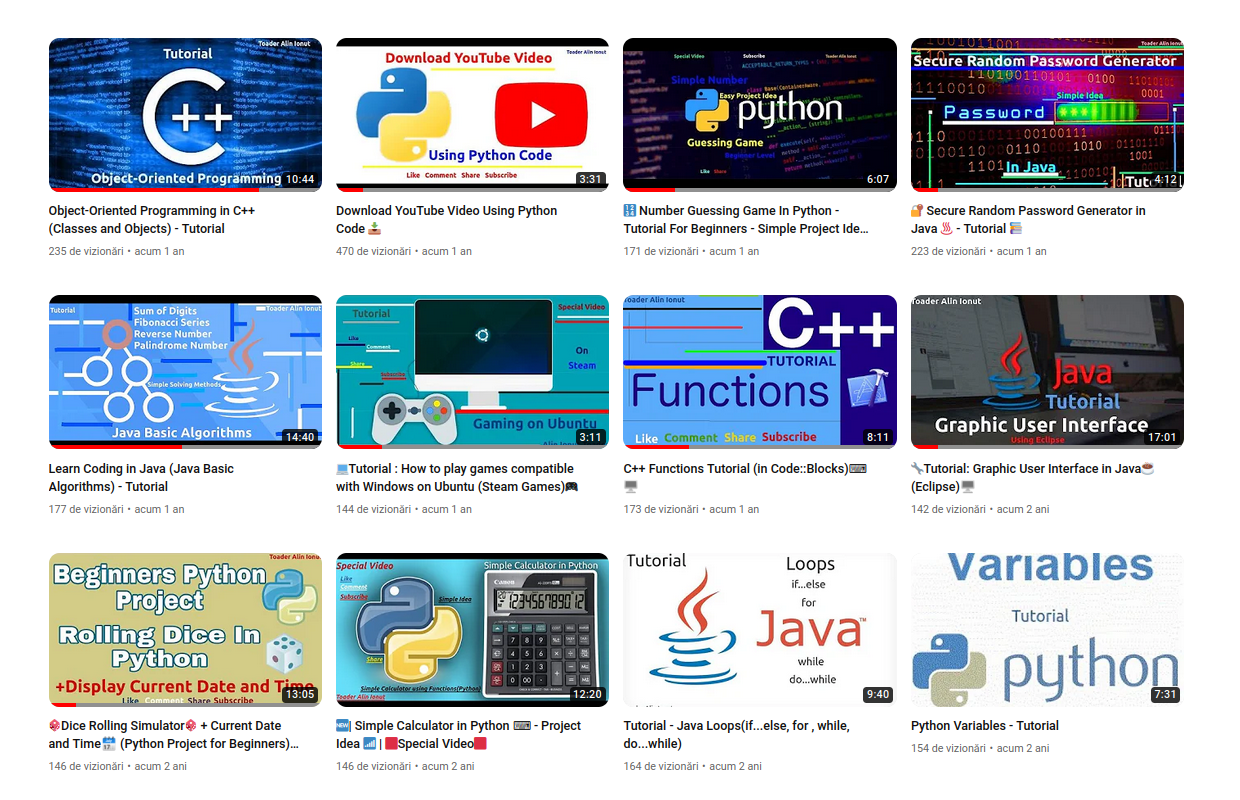 Tutorial
Toader Alin Ionut
C++
Object-Oriented Programming
10:44
Object-Oriented Programming in C++
(Classes and Objects) - Tutorial
235 de vizionări • acum 1 an
Download YouTube Video
Toader Alin Ionut
Using Python Code
Like Comment Share Subscribe
3:31
Download YouTube Video Using Python
Code 📥
470 de vizionări • acum 1 an
Special Video
Subscribe
Toader Alin Ionut
Simple Number
Easy Project Idea
python
Guessing Game
Beginner Level
Like Share
6:07
🔢 Number Guessing Game In Python -
Tutorial For Beginners - Simple Project Ide...
171 de vizionări • acum 1 an
Toader Alin Ionut
Secure Random Password Generator
Simple Idea
Password
In Java
4:12
🔐 Secure Random Password Generator in
Java ♨️ - Tutorial 📚
223 de vizionări • acum 1 an
Tutorial
Sum of Digits
Fibonacci Series
Reverse Number
Palindrome Number
Toader Alin Ionut
Simple Solving Methods
Java Basic Algorithms
14:40
Learn Coding in Java (Java Basic
Algorithms) - Tutorial
177 de vizionări • acum 1 an
Tutorial
Special Video
Like
Comment
Share
Subscribe
On
Steam
Gaming on Ubuntu
3:11
💻Tutorial : How to play games compatible
with Windows on Ubuntu (Steam Games)🎮
144 de vizionări • acum 1 an
Toader Alin Ionut
C++
TUTORIAL
Functions
Like Comment Share Subscribe
8:11
C++ Functions Tutorial (in Code::Blocks)⌨
🖥️
173 de vizionări • acum 1 an
Toader Alin Ionut
Java
Tutorial
Graphic User Interface
Using Eclipse
17:01
🔧Tutorial: Graphic User Interface in Java☕
(Eclipse)🖥️
142 de vizionări • acum 2 ani
Toader Alin Ionut
Beginners Python
Project
Rolling Dice In
Python
+Display Current Date and Time
Like Comment Share Subscribe
13:05
🎲Dice Rolling Simulator🎲 + Current Date
and Time📅 (Python Project for Beginners)...
146 de vizionări • acum 2 ani
Special Video
Simple Calculator in Python
Like
Comment
Subscribe
Simple Idea
Canon
123456789012
Share
Simple Calculator using Functions(Python)
Toader Alin Ionut
12:20
🆕| Simple Calculator in Python ⌨ - Project
Idea 📶 | 🟥Special Video🟥
146 de vizionări • acum 2 ani
Tutorial
Loops
if...else
for
Java™
while
do...while
9:40
Tutorial - Java Loops(if...else, for , while,
do...while)
164 de vizionări • acum 2 ani
Variables
Tutorial
python
7:31
Python Variables - Tutorial
154 de vizionări • acum 2 ani